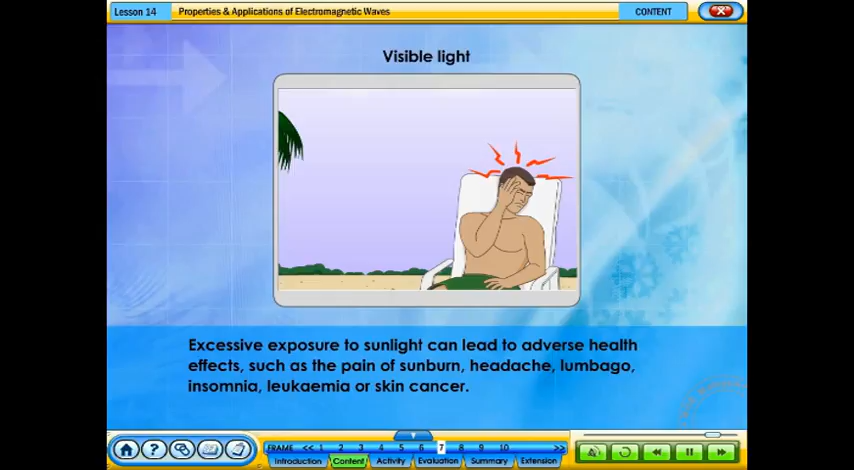 Lesson 14
Properties & Applications of Electromagnetic Waves
CONTENT
Visible light
Excessive exposure to sunlight can lead to adverse health
effects, such as the pain of sunburn, headache, lumbago,
insomnia, leukaemia or skin cancer.
FRAME << 1 2 3 4 5 6 7 8 9 10 >>
Introduction Content Activity Evaluation Summary Extension